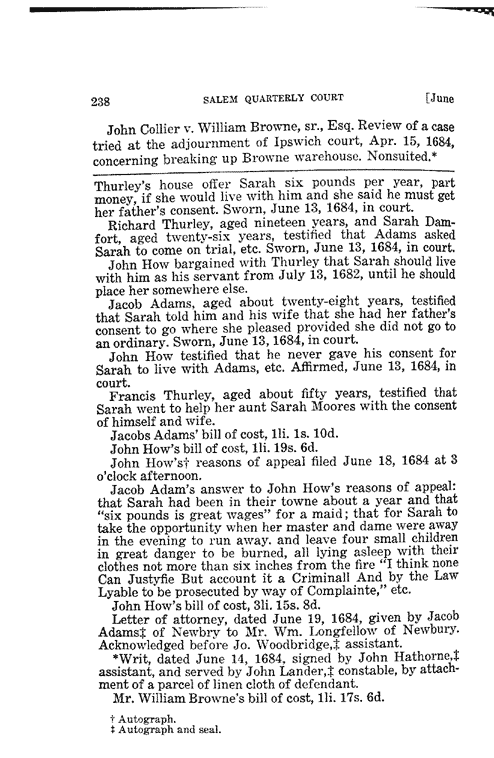 238 SALEM QUARTERLY COURT [June
John Collier v. William Browne, sr., Esq. Review of a case
tried at the adjournment of Ipswich court, Apr. 15, 1684,
concerning breaking up Browne warehouse. Nonsuited.*
Thurley's house offer Sarah six pounds per year, part
money, if she would live with him and she said he must get
her father's consent. Sworn, June 13, 1684, in court.
Richard Thurley, aged nineteen years, and Sarah Dam-
fort, aged twenty-six years, testified that Adams asked
Sarah to come on trial, etc. Sworn, June 13, 1684, in court.
John How bargained with Thurley that Sarah should live
with him as his servant from July 13, 1682, until he should
place her somewhere else.
Jacob Adams, aged about twenty-eight years, testified
that Sarah told him and his wife that she had her father's
consent to go where she pleased provided she did not go to
an ordinary. Sworn, June 13, 1684, in court.
John How testified that he never gave his consent for
Sarah to live with Adams, etc. Affirmed, June 13, 1684, in
court.
Francis Thurley, aged about fifty years, testified that
Sarah went to help her aunt Sarah Moores with the consent
of himself and wife.
Jacobs Adams' bill of cost, 1li. 1s. 10d.
John How's bill of cost, 1li. 19s. 6d.
John How's† reasons of appeal filed June 18, 1684 at 3
o'clock afternoon.
Jacob Adam's answer to John How's reasons of appeal:
that Sarah had been in their towne about a year and that
"six pounds is great wages" for a maid; that for Sarah to
take the opportunity when her master and dame were away
in the evening to run away. and leave four small children
in great danger to be burned, all lying asleep with their
clothes not more than six inches from the fire "I think none
Can Justyfie But account it a Criminall And by the Law
Lyable to be prosecuted by way of Complainte," etc.
John How's bill of cost, 3li. 15s. 8d.
Letter of attorney, dated June 19, 1684, given by Jacob
Adams‡ of Newbry to Mr. Wm. Longfellow of Newbury.
Acknowledged before Jo. Woodbridge,‡ assistant.
*Writ, dated June 14, 1684, signed by John Hathorne,‡
assistant, and served by John Lander,‡ constable, by attach-
ment of a parcel of linen cloth of defendant.
Mr. William Browne's bill of cost, 1li. 17s. 6d.
† Autograph.
‡ Autograph and seal.